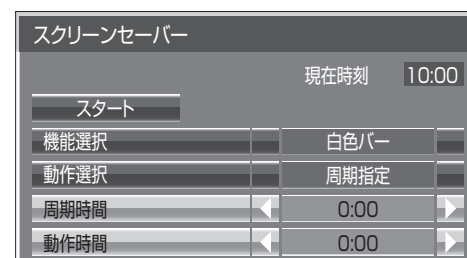 スクリーンセーバー
現在時刻 10:00
スタート
機能選択 白色バー
動作選択 周期指定
周期時間 0:00
動作時間 0:00